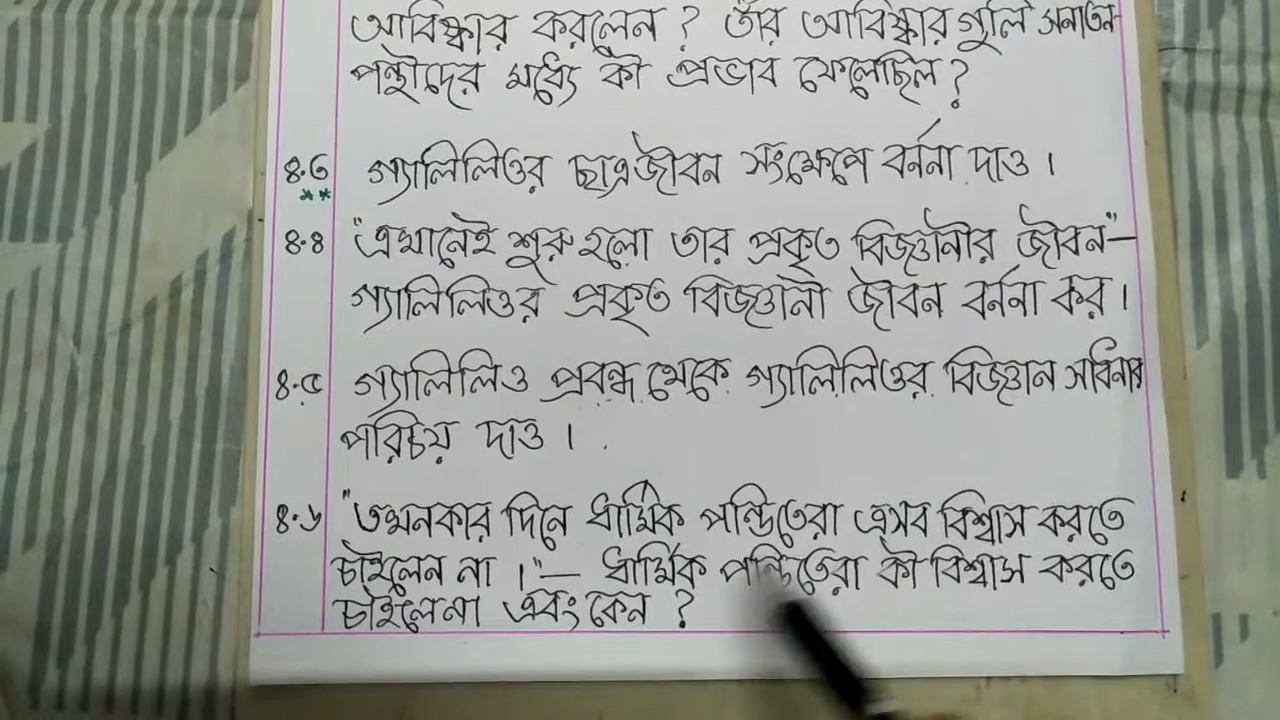 আবিষ্কার করলেন ? তাঁর আবিষ্কার গুলি সনাতন
পন্থীদের মধ্যে কী প্রভাব ফেলেছিল ?
৪.৩ গ্যালিলিওর ছাত্রজীবন সংক্ষেপে বর্ননা দাও ।
**
৪.৪ "এখানেই শুরু হলো তার প্রকৃত বিজ্ঞানীর জীবন"—
গ্যালিলিওর প্রকৃত বিজ্ঞানী জীবন বর্ননা কর ।
৪.৫ গ্যালিলিও প্রবন্ধ থেকে গ্যালিলিওর বিজ্ঞান সাধনার
পরিচয় দাও ।
৪.৬ "তখনকার দিনে ধার্মিক পন্ডিতেরা এসব বিশ্বাস করতে
চাইলেন না ।"— ধার্মিক পন্ডিতেরা কী বিশ্বাস করতে
চাইলেনা এবং কেন ?